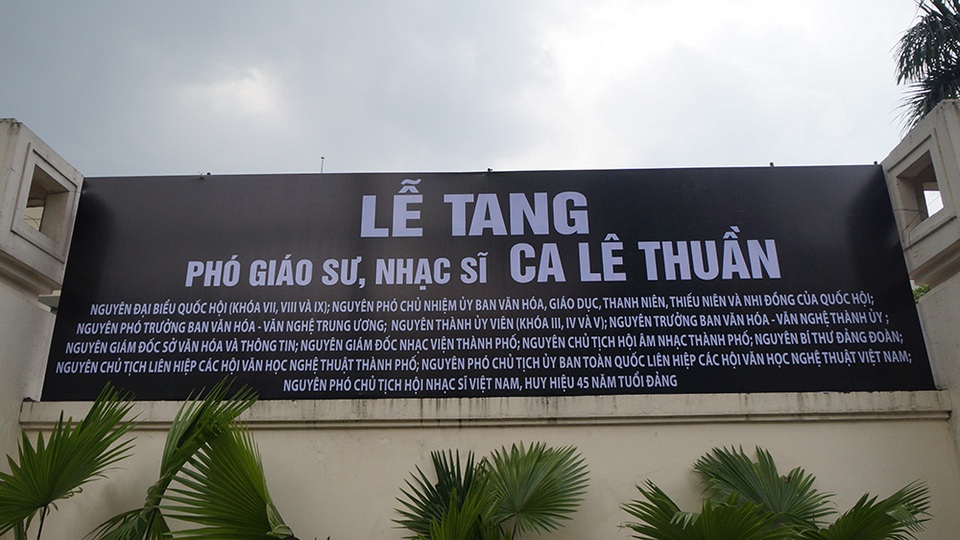 LỄ TANG
PHÓ GIÁO SƯ, NHẠC SĨ CA LÊ THUẦN
NGUYÊN ĐẠI BIỂU QUỐC HỘI (KHÓA VII, VIII VÀ IX); NGUYÊN PHÓ CHỦ NHIỆM ỦY BAN VĂN HÓA, GIÁO DỤC, THANH NIÊN, THIẾU NIÊN VÀ NHI ĐỒNG CỦA QUỐC HỘI;
NGUYÊN PHÓ TRƯỞNG BAN VĂN HÓA - VĂN NGHỆ TRUNG ƯƠNG; NGUYÊN THÀNH ỦY VIÊN (KHÓA III, IV VÀ V); NGUYÊN TRƯỞNG BAN VĂN HÓA - VĂN NGHỆ THÀNH ỦY ;
NGUYÊN GIÁM ĐỐC SỞ VĂN HÓA VÀ THÔNG TIN; NGUYÊN GIÁM ĐỐC NHẠC VIỆN THÀNH PHỐ; NGUYÊN CHỦ TỊCH HỘI ÂM NHẠC THÀNH PHỐ; NGUYÊN BÍ THƯ ĐẢNG ĐOÀN;
NGUYÊN CHỦ TỊCH LIÊN HIỆP CÁC HỘI VĂN HỌC NGHỆ THUẬT THÀNH PHỐ; NGUYÊN PHÓ CHỦ TỊCH ỦY BAN TOÀN QUỐC LIÊN HIỆP CÁC HỘI VĂN HỌC NGHỆ THUẬT VIỆT NAM;
NGUYÊN PHÓ CHỦ TỊCH HỘI NHẠC SĨ VIỆT NAM, HUY HIỆU 45 NĂM TUỔI ĐẢNG